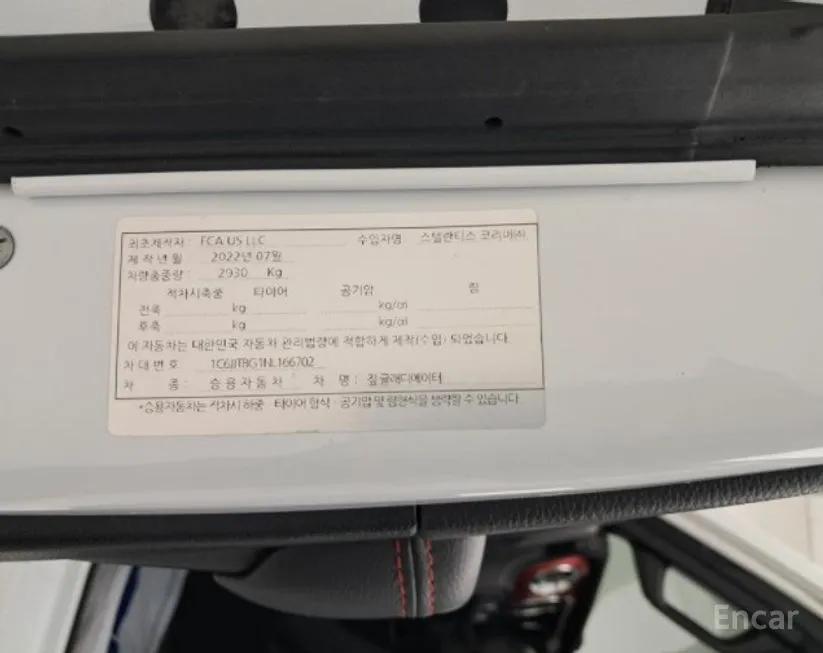 최초제작자 : FCA US LLC 수입자명 스텔란티스 코리아㈜
제작년월 2022년 07월
차량총중량 : 2930 Kg
적차시축중 타이어 공기압 림
전축 kg kg/㎠
후축 kg kg/㎠
이 자동차는 대한민국 자동차 관리법령에 적합하게 제작(수입) 되었습니다.
차대번호 1C6JJTBG1NL166702
차 종 : 승용자동차 차 명 : 짚글래디에이터
*승용자동차는 적차시 하중 타이어 형식 · 공기압 및 림형식을 생략할 수 있습니다
Encar